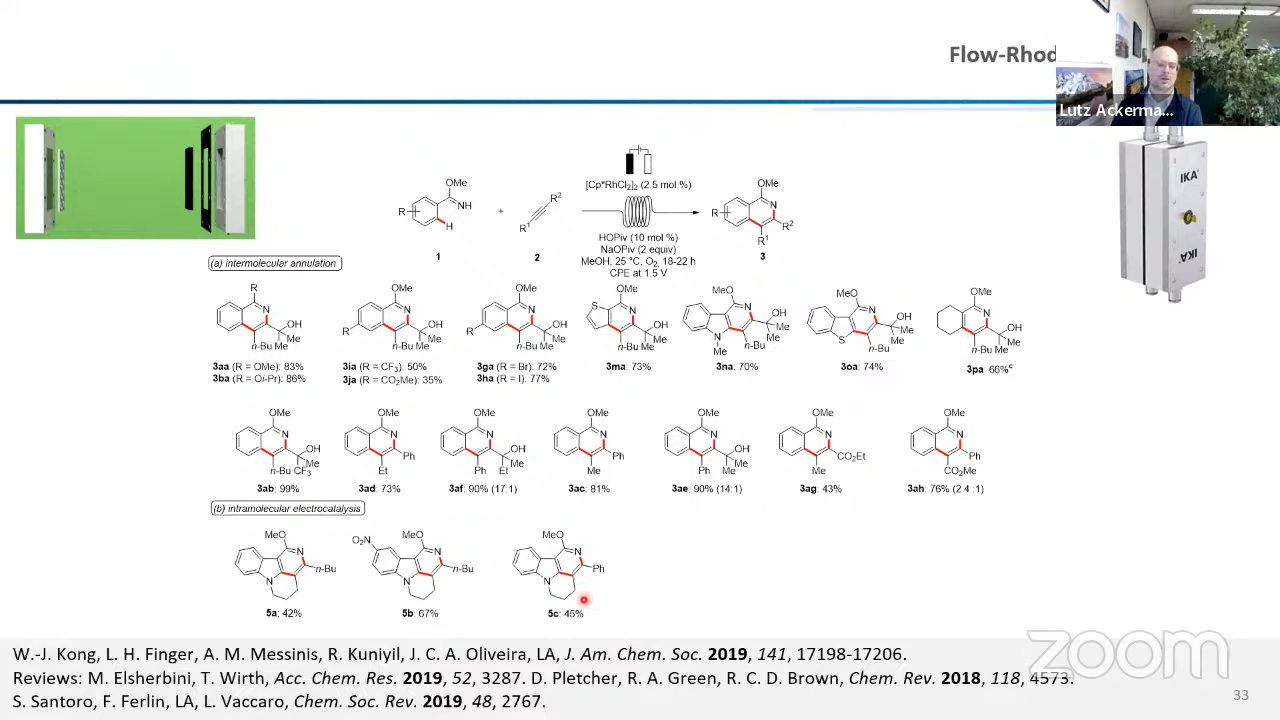 Flow-Rhod
Lutz Ackerma...
IKA
IKA
OMe
R
NH
H
1
+
R1
R2
2
[Cp*RhCl2]2 (2.5 mol %)
HOPiv (10 mol %)
NaOPiv (2 equiv)
MeOH, 25 °C, O2, 18-22 h
CPE at 1.5 V
OMe
R
N
R2
R1
3
(a) intermolecular annulation
R
N
OH
n-Bu Me Me
3aa (R = OMe): 83%
3ba (R = Oi-Pr): 86%
OMe
N
R
OH
n-Bu Me Me
3ia (R = CF3): 50%
3ja (R = CO2Me): 35%
OMe
N
R
OH
n-Bu Me Me
3ga (R = Br): 72%
3ha (R = I): 77%
S
OMe
N
OH
n-Bu Me Me
3ma: 73%
MeO
N
OH
Me
Me
N
n-Bu
Me
3na: 70%
MeO
N
OH
Me
Me
S
n-Bu
3oa: 74%
OMe
N
OH
n-Bu Me Me
3pa 66%c
OMe
N
OH
n-Bu Me
CF3
3ab: 99%
OMe
N
Ph
Et
3ad: 73%
OMe
N
OH
Me
Ph Et
3af: 90% (17:1)
OMe
N
Ph
Me
3ac: 81%
OMe
N
OH
Me
Ph Me
3ae: 90% (14:1)
OMe
N
CO2Et
Me
3ag: 43%
OMe
N
Ph
CO2Me
3ah: 76% (2.4 :1)
(b) intramolecular electrocatalysis
MeO
N
n-Bu
N
5a: 42%
O2N
MeO
N
n-Bu
N
5b: 67%
MeO
N
Ph
N
5c: 45%
zoom
W.-J. Kong, L. H. Finger, A. M. Messinis, R. Kuniyil, J. C. A. Oliveira, LA, J. Am. Chem. Soc. 2019, 141, 17198-17206.
Reviews: M. Elsherbini, T. Wirth, Acc. Chem. Res. 2019, 52, 3287. D. Pletcher, R. A. Green, R. C. D. Brown, Chem. Rev. 2018, 118, 4573.
S. Santoro, F. Ferlin, LA, L. Vaccaro, Chem. Soc. Rev. 2019, 48, 2767.
33